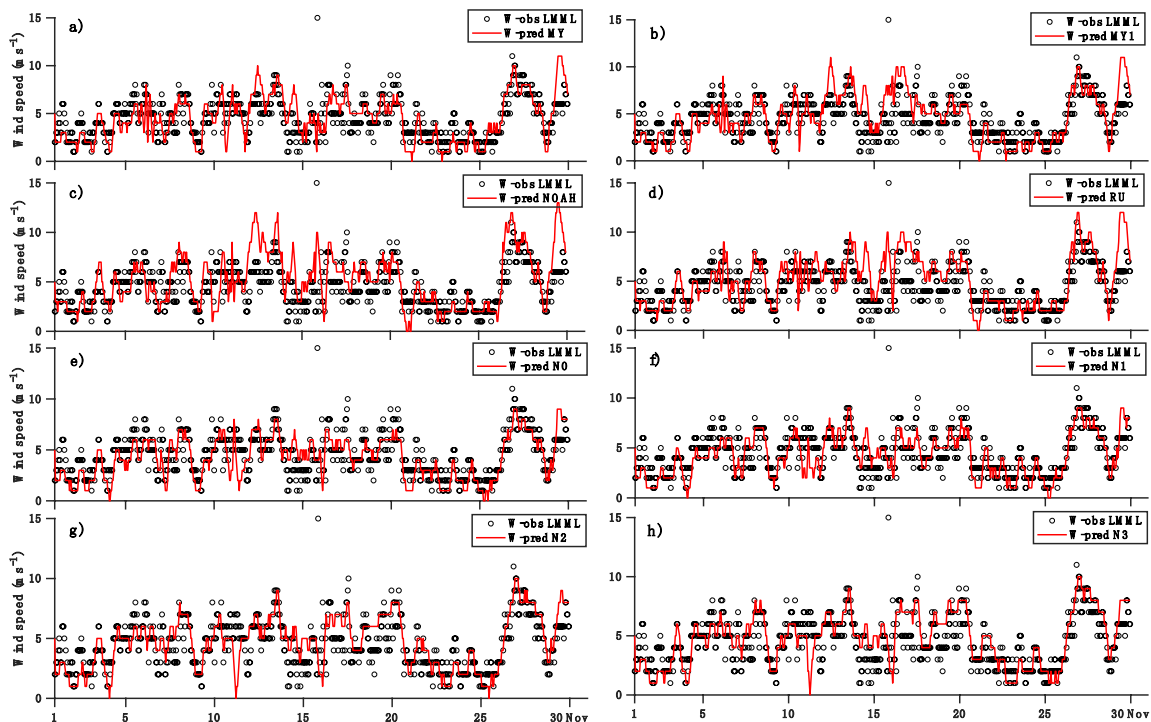 a)
W-obs LMML
W-pred MY
Wind speed (m s-1)
15
10
5
0
b)
W-obs LMML
W-pred MY1
15
10
5
0
c)
W-obs LMML
W-pred NOAH
Wind speed (m s-1)
15
10
5
0
d)
W-obs LMML
W-pred RU
15
10
5
0
e)
W-obs LMML
W-pred N0
Wind speed (m s-1)
15
10
5
0
f)
W-obs LMML
W-pred N1
15
10
5
0
g)
W-obs LMML
W-pred N2
Wind speed (m s-1)
15
10
5
0
1 5 10 15 20 25 30 Nov
h)
W-obs LMML
W-pred N3
15
10
5
0
1 5 10 15 20 25 30 Nov